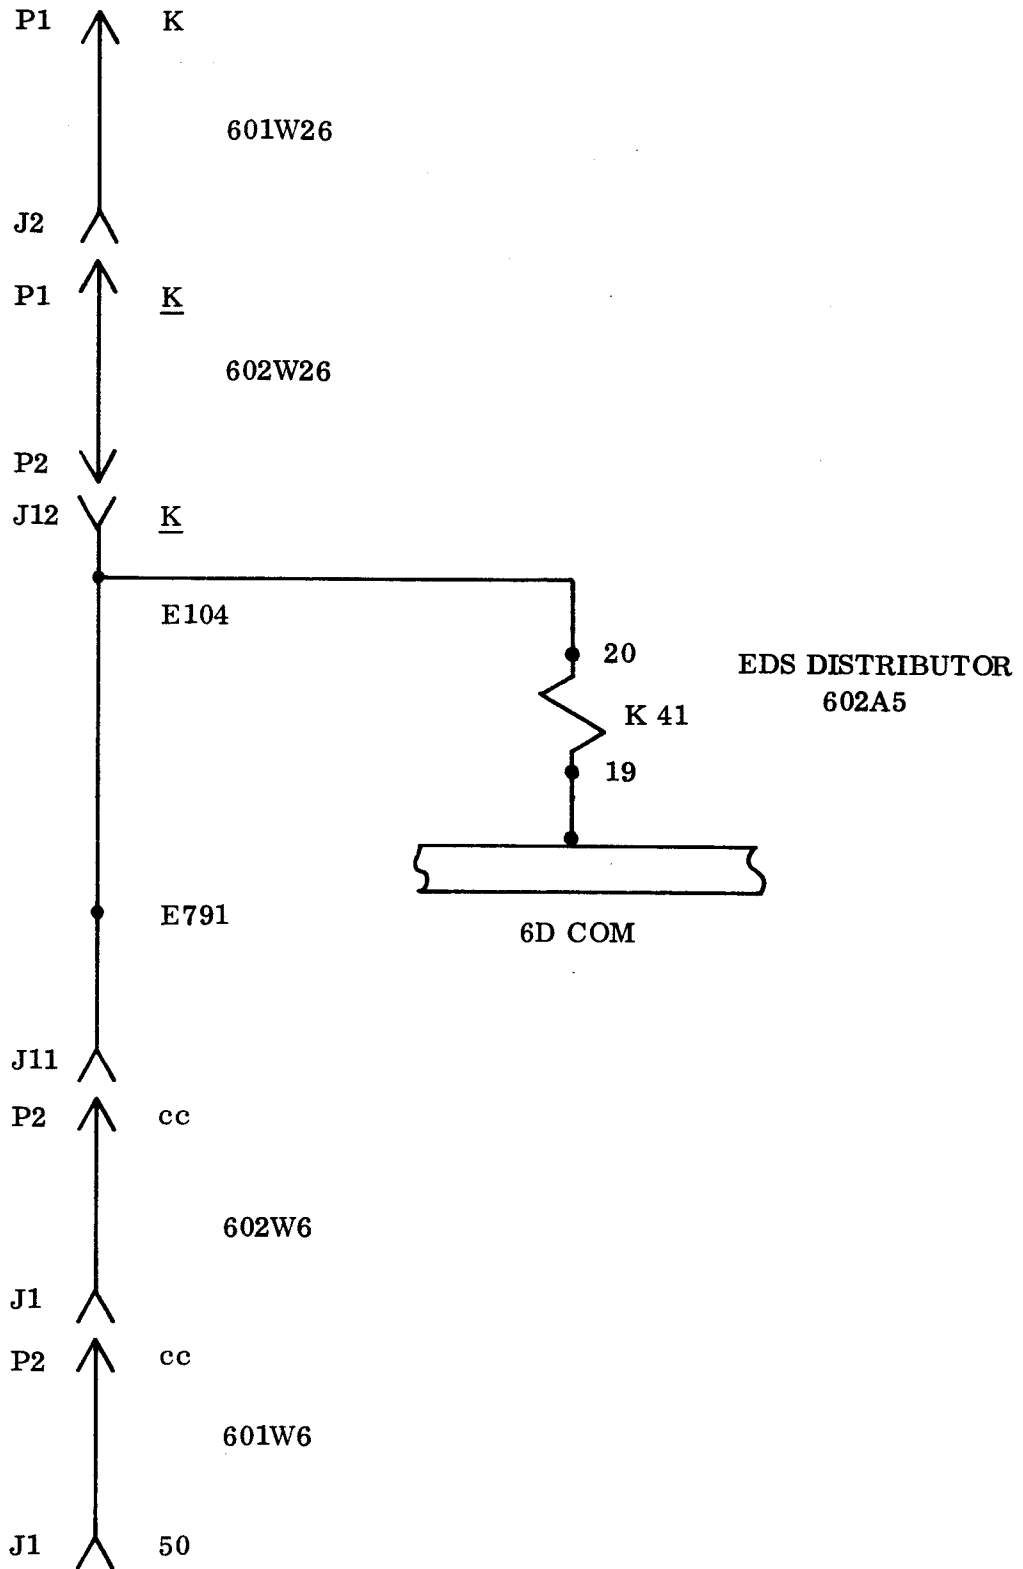 P1 K
601W26
J2
P1 K
602W26
P2
J12 K
E104
20
EDS DISTRIBUTOR
602A5
K 41
19
E791
6D COM
J11
P2 cc
602W6
J1
P2 cc
601W6
J1 50